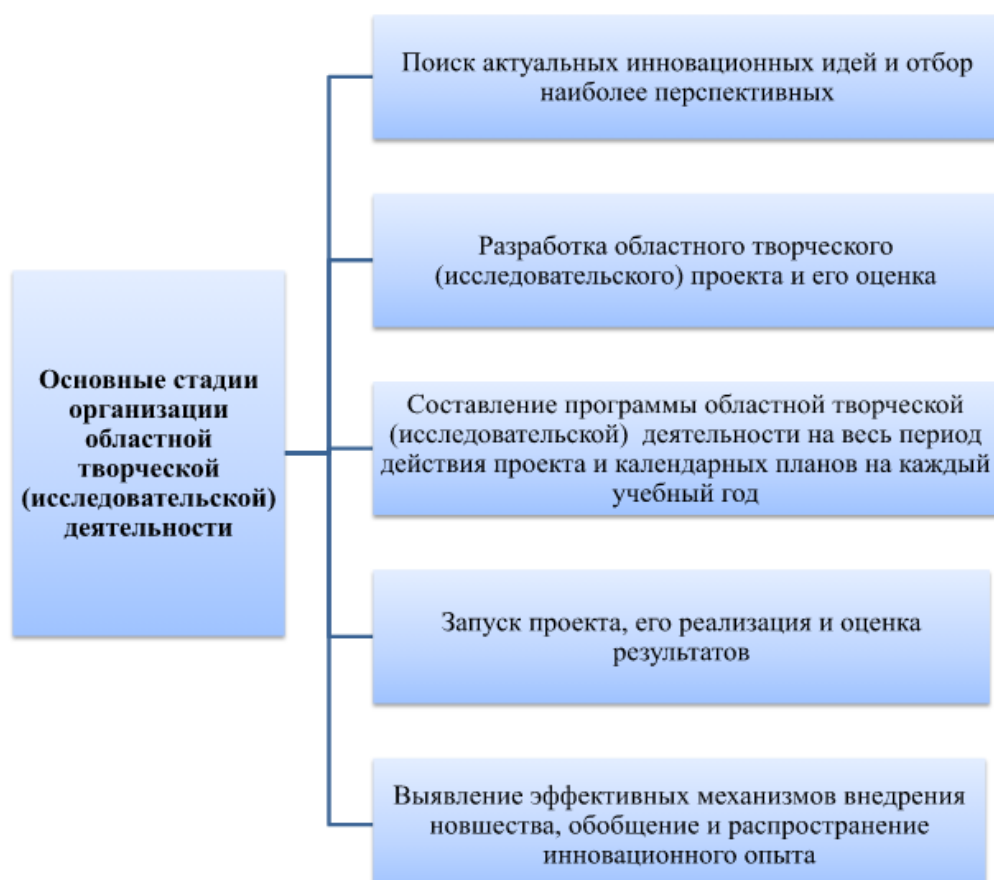 Поиск актуальных инновационных идей и отбор
наиболее перспективных
Разработка областного творческого
(исследовательского) проекта и его оценка
Основные стадии
организации
областной
творческой
(исследовательской)
деятельности
Составление программы областной творческой
(исследовательской) деятельности на весь период
действия проекта и календарных планов на каждый
учебный год
Запуск проекта, его реализация и оценка
результатов
Выявление эффективных механизмов внедрения
новшества, обобщение и распространение
инновационного опыта